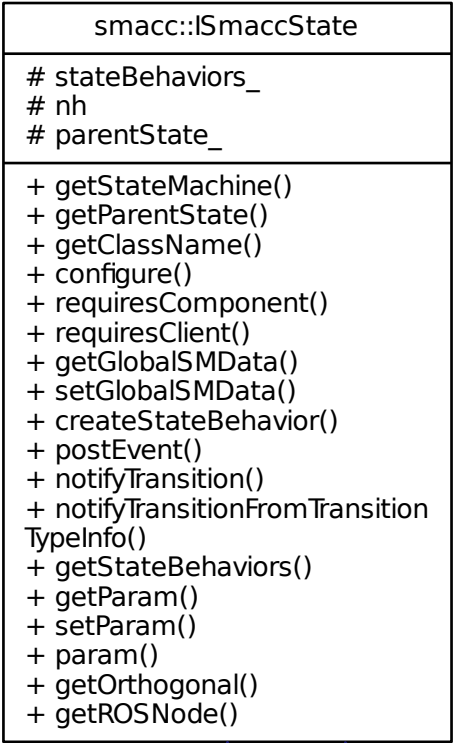 smacc::ISmaccState
# stateBehaviors_
# nh
# parentState_
+ getStateMachine()
+ getParentState()
+ getClassName()
+ configure()
+ requiresComponent()
+ requiresClient()
+ getGlobalSMData()
+ setGlobalSMData()
+ createStateBehavior()
+ postEvent()
+ notifyTransition()
+ notifyTransitionFromTransition
TypeInfo()
+ getStateBehaviors()
+ getParam()
+ setParam()
+ param()
+ getOrthogonal()
+ getROSNode()